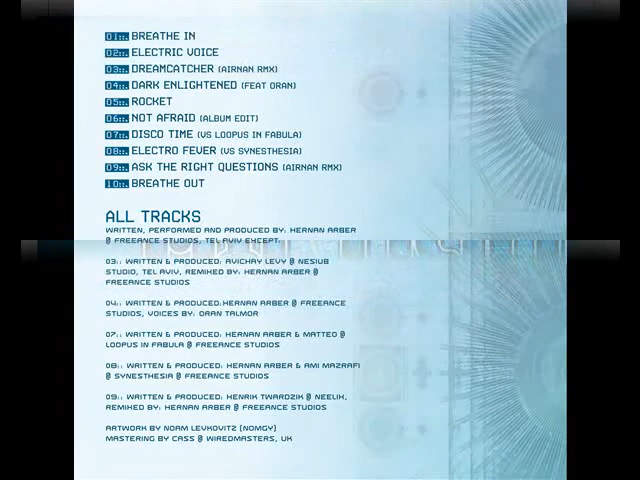 01::. BREATHE IN
02::. ELECTRIC VOICE
03::. DREAMCATCHER (AIRNAN RMX)
04::. DARK ENLIGHTENED (FEAT ORAN)
05::. ROCKET
06::. NOT AFRAID (ALBUM EDIT)
07::. DISCO TIME (VS LOOPUS IN FABULA)
08::. ELECTRO FEVER (VS SYNESTHESIA)
09::. ASK THE RIGHT QUESTIONS (AIRNAN RMX)
10::. BREATHE OUT
ALL TRACKS
WRITTEN, PERFORMED AND PRODUCED BY: HERNAN ARBER
@ FREEANCE STUDIOS, TEL AVIV EXCEPT:
03:: WRITTEN & PRODUCED: AVICHAY LEVY @ NESIUB
STUDIO, TEL AVIV, REMIXED BY: HERNAN ARBER @
FREEANCE STUDIOS
04:: WRITTEN & PRODUCED:HERNAN ARBER @ FREEANCE
STUDIOS, VOICES BY: ORAN TALMOR
07:: WRITTEN & PRODUCED: HERNAN ARBER & MATTEO @
LOOPUS IN FABULA @ FREEANCE STUDIOS
08:: WRITTEN & PRODUCED: HERNAN ARBER & AMI MAZRAFI
@ SYNESTHESIA @ FREEANCE STUDIOS
09:: WRITTEN & PRODUCED: HENRIK TWARDZIK @ NEELIX,
REMIXED BY: HERNAN ARBER @ FREEANCE STUDIOS
ARTWORK BY NOAM LEVKOVITZ (NOMGY)
MASTERING BY CASS @ WIREDMASTERS, UK